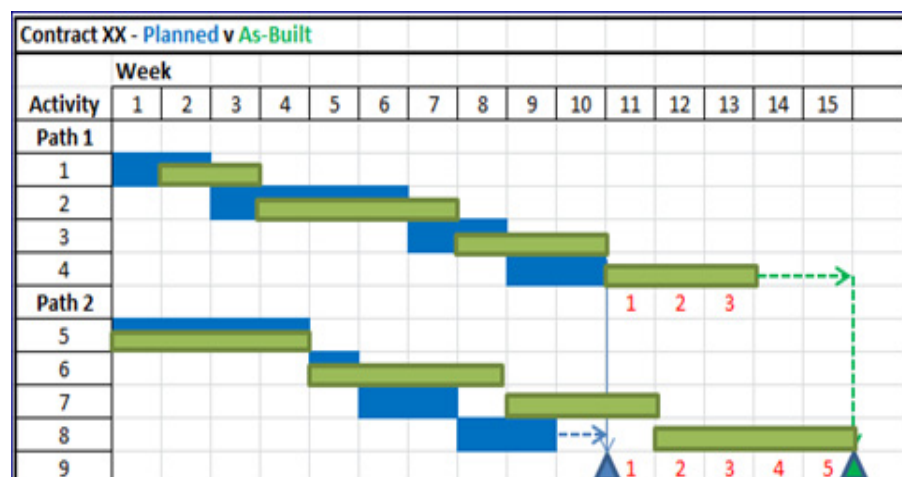 Contract XX - Planned v As-Built
Week
Activity 1 2 3 4 5 6 7 8 9 10 11 12 13 14 15
Path 1
1
2
3
4
1 2 3
Path 2
5
6
7
8
9 1 2 3 4 5